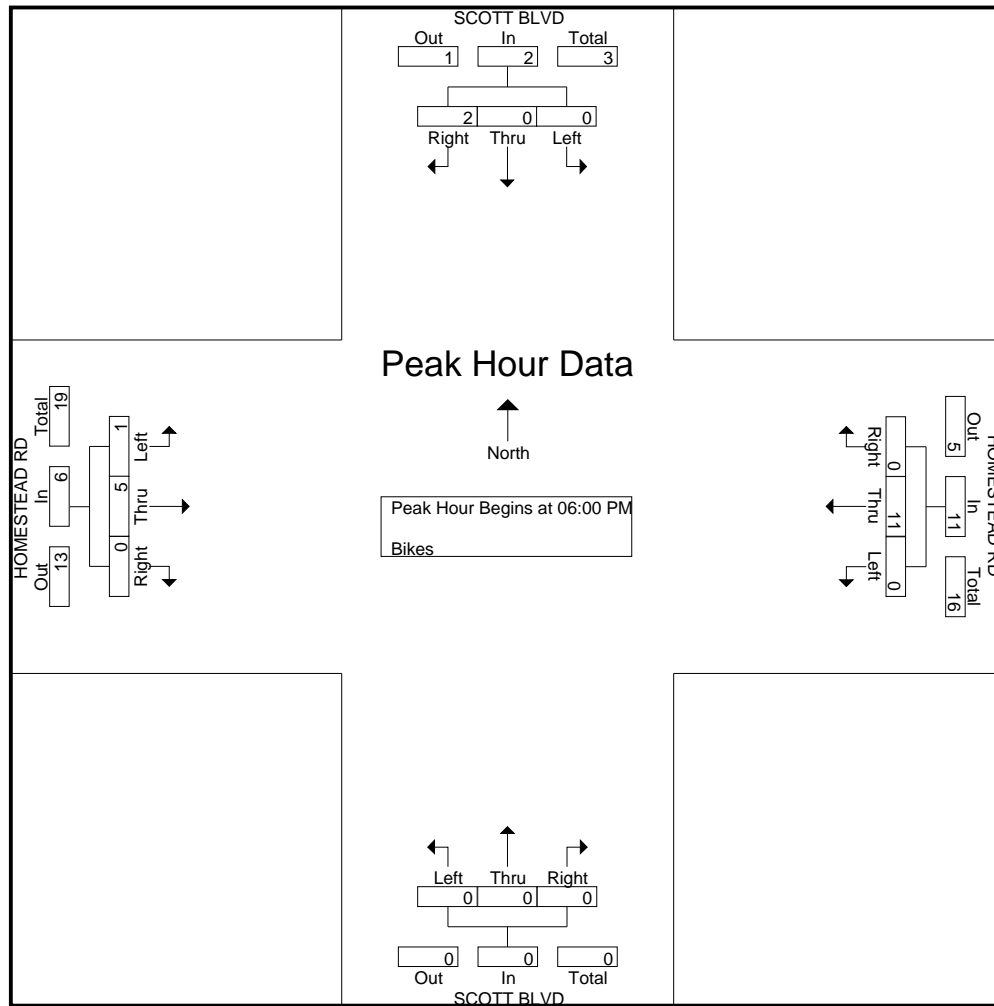 SCOTT BLVD
Out In Total
1 2 3
2 0 0
Right Thru Left
Peak Hour Data
North
Peak Hour Begins at 06:00 PM
Bikes
HOMESTEAD RD
Total In Out
19 6 13
1 5 0
Left Thru Right
Right Thru Left
0 11 0
Out In Total
5 11 16
HOMESTEAD RD
Left Thru Right
0 0 0
0 0 0
Out In Total
SCOTT BLVD